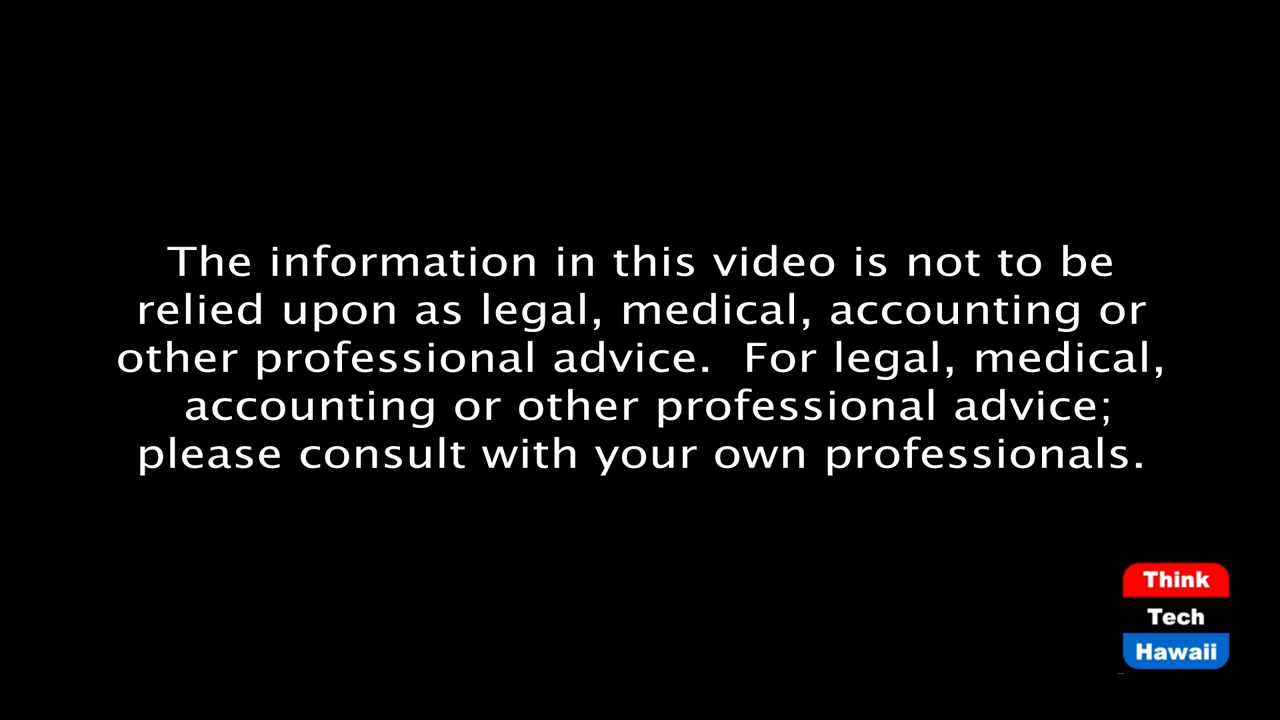 The information in this video is not to be
relied upon as legal, medical, accounting or
other professional advice.  For legal, medical,
accounting or other professional advice;
please consult with your own professionals.
Think
Tech
Hawaii